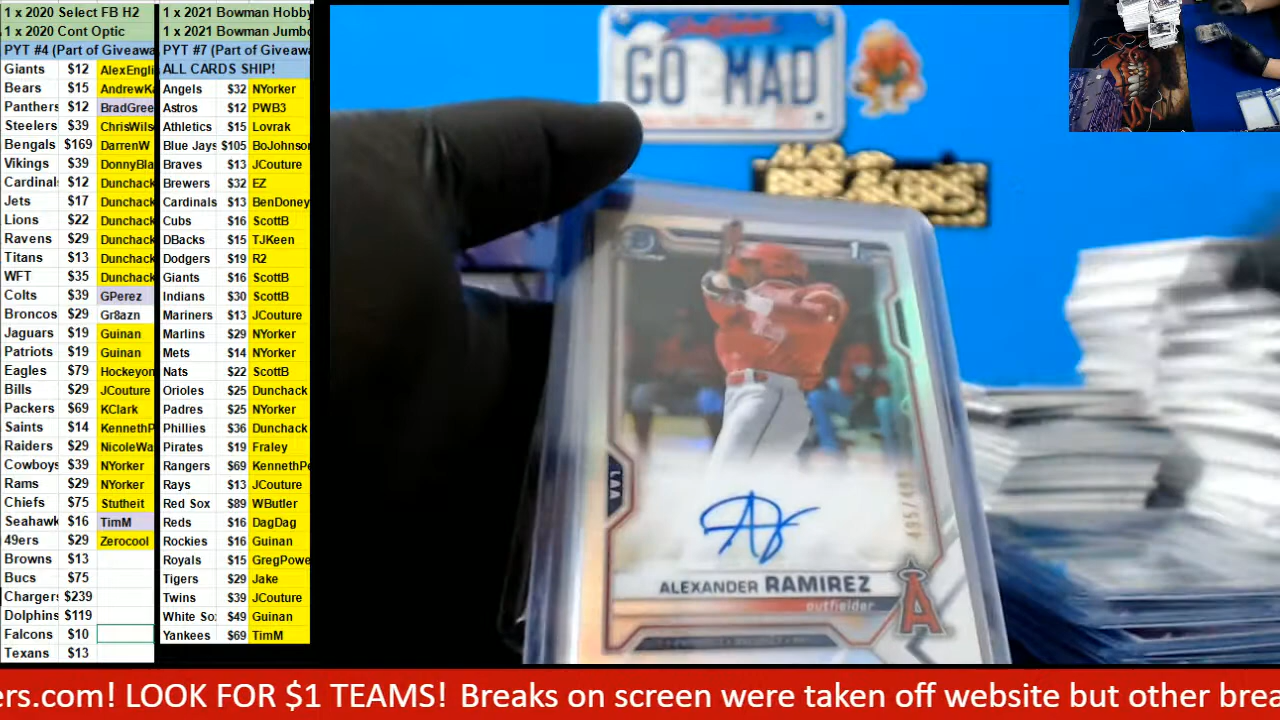 1 x 2020 Select FB H2
1 x 2020 Cont Optic
PYT #4 (Part of Giveawa
Giants $12 AlexEngli
Bears $15 AndrewKa
Panthers $12 BradGree
Steelers $39 ChrisWils
Bengals $169 DarrenW
Vikings $39 DonnyBla
Cardinal $12 Dunchack
Jets $17 Dunchack
Lions $22 Dunchack
Ravens $29 Dunchack
Titans $13 Dunchack
WFT $35 Dunchack
Colts $39 GPerez
Broncos $29 Gr8azn
Jaguars $19 Guinan
Patriots $19 Guinan
Eagles $79 Hockeyon
Bills $29 JCouture
Packers $69 KClark
Saints $14 KennethP
Raiders $29 NicoleWa
Cowboys $39 NYorker
Rams $29 NYorker
Chiefs $75 Stutheit
Seahawk $16 TimM
49ers $29 Zerocool
Browns $13
Bucs $75
Chargers $239
Dolphins $119
Falcons $10
Texans $13
1 x 2021 Bowman Hobby
1 x 2021 Bowman Jumbo
PYT #7 (Part of Giveawa
ALL CARDS SHIP!
Angels $32 NYorker
Astros $12 PWB3
Athletics $15 Lovrak
Blue Jays $105 BoJohnson
Braves $13 JCouture
Brewers $32 EZ
Cardinals $13 BenDoney
Cubs $16 ScottB
DBacks $15 TJKeen
Dodgers $19 R2
Giants $16 ScottB
Indians $30 ScottB
Mariners $13 JCouture
Marlins $29 NYorker
Mets $14 NYorker
Nats $22 ScottB
Orioles $25 Dunchack
Padres $25 NYorker
Phillies $36 Dunchack
Pirates $19 Fraley
Rangers $69 KennethPe
Rays $13 JCouture
Red Sox $89 WButler
Reds $16 DagDag
Rockies $16 Guinan
Royals $15 GregPowe
Tigers $29 Jake
Twins $39 JCouture
White So $49 Guinan
Yankees $69 TimM
GO MAD
1st
LAA
ALEXANDER RAMIREZ
outfielder
A
ers.com! LOOK FOR $1 TEAMS! Breaks on screen were taken off website but other brea